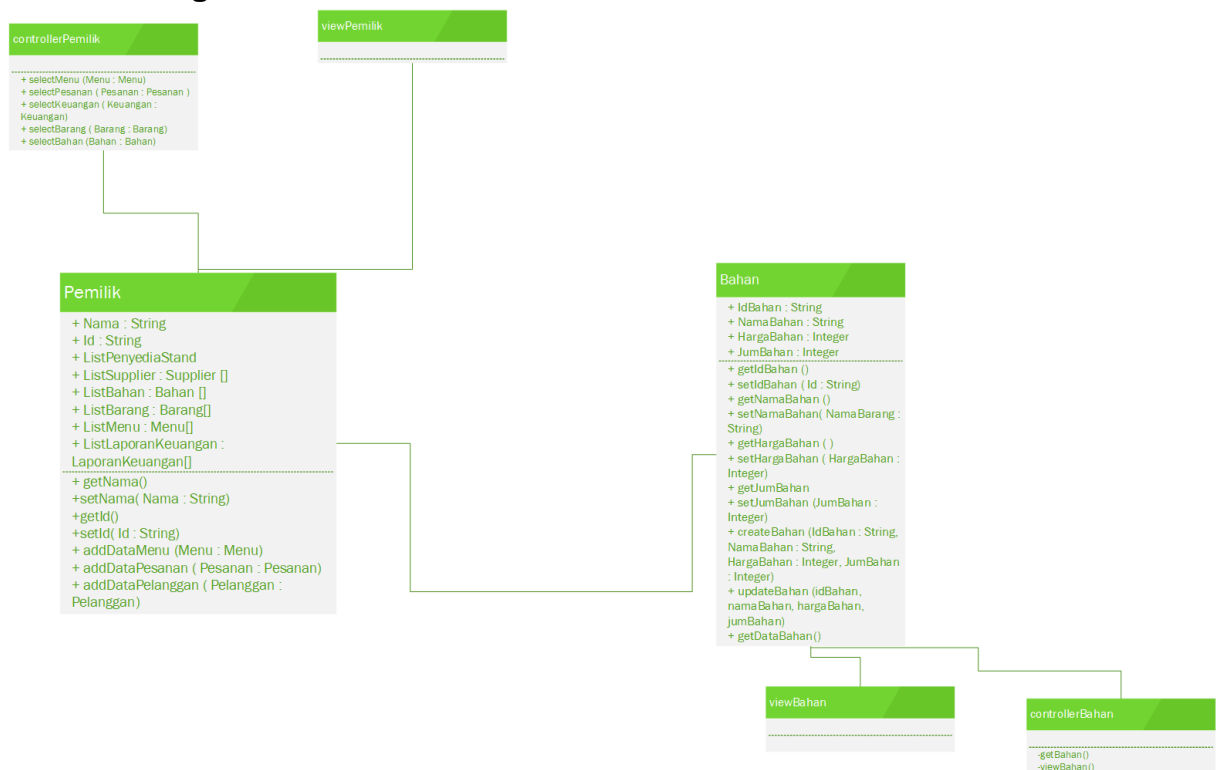 controllerPemilik
+ selectMenu (Menu : Menu)
+ selectPesanan ( Pesanan : Pesanan )
+ selectKeuangan ( Keuangan :
Keuangan)
+ selectBarang ( Barang : Barang)
+ selectBahan (Bahan : Bahan)
viewPemilik
Pemilik
+ Nama : String
+ Id : String
+ ListPenyediaStand
+ ListSupplier : Supplier []
+ ListBahan : Bahan []
+ ListBarang : Barang[]
+ ListMenu : Menu[]
+ ListLaporanKeuangan :
LaporanKeuangan[]
+ getNama()
+setNama( Nama : String)
+getId()
+setId( Id : String)
+ addDataMenu (Menu : Menu)
+ addDataPesanan ( Pesanan : Pesanan)
+ addDataPelanggan ( Pelanggan :
Pelanggan)
Bahan
+ IdBahan : String
+ NamaBahan : String
+ HargaBahan : Integer
+ JumBahan : Integer
+ getIdBahan ()
+ setIdBahan ( Id : String)
+ getNamaBahan ()
+ setNamaBahan( NamaBarang :
String)
+ getHargaBahan ( )
+ setHargaBahan ( HargaBahan :
Integer)
+ getJumBahan
+ setJumBahan (JumBahan :
Integer)
+ createBahan (IdBahan : String,
NamaBahan : String,
HargaBahan : Integer, JumBahan
: Integer)
+ updateBahan (idBahan,
namaBahan, hargaBahan,
jumBahan)
+ getDataBahan()
viewBahan
controllerBahan
-getBahan()
-viewBahan()